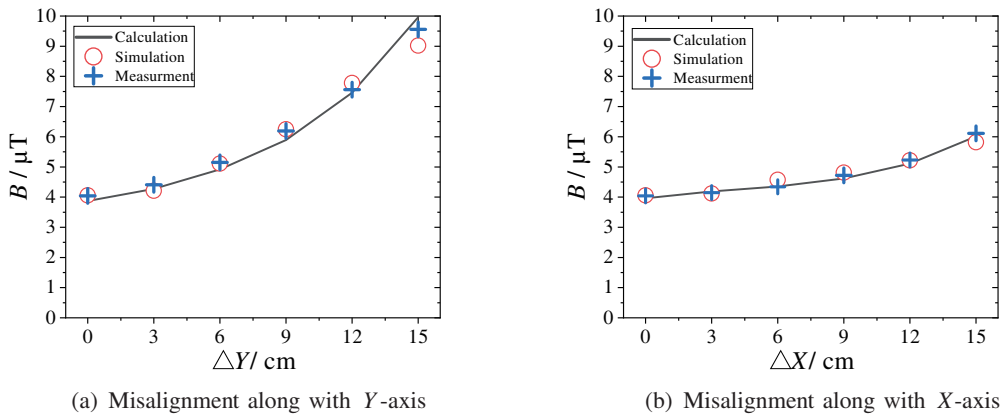 10
9
8
7
6
5
4
3
2
1
0
B / μT
Calculation
Simulation
Measurment
0 3 6 9 12 15
△Y/ cm
(a) Misalignment along with Y-axis
10
9
8
7
6
5
4
3
2
1
0
B / μT
Calculation
Simulation
Measurment
0 3 6 9 12 15
△X/ cm
(b) Misalignment along with X-axis